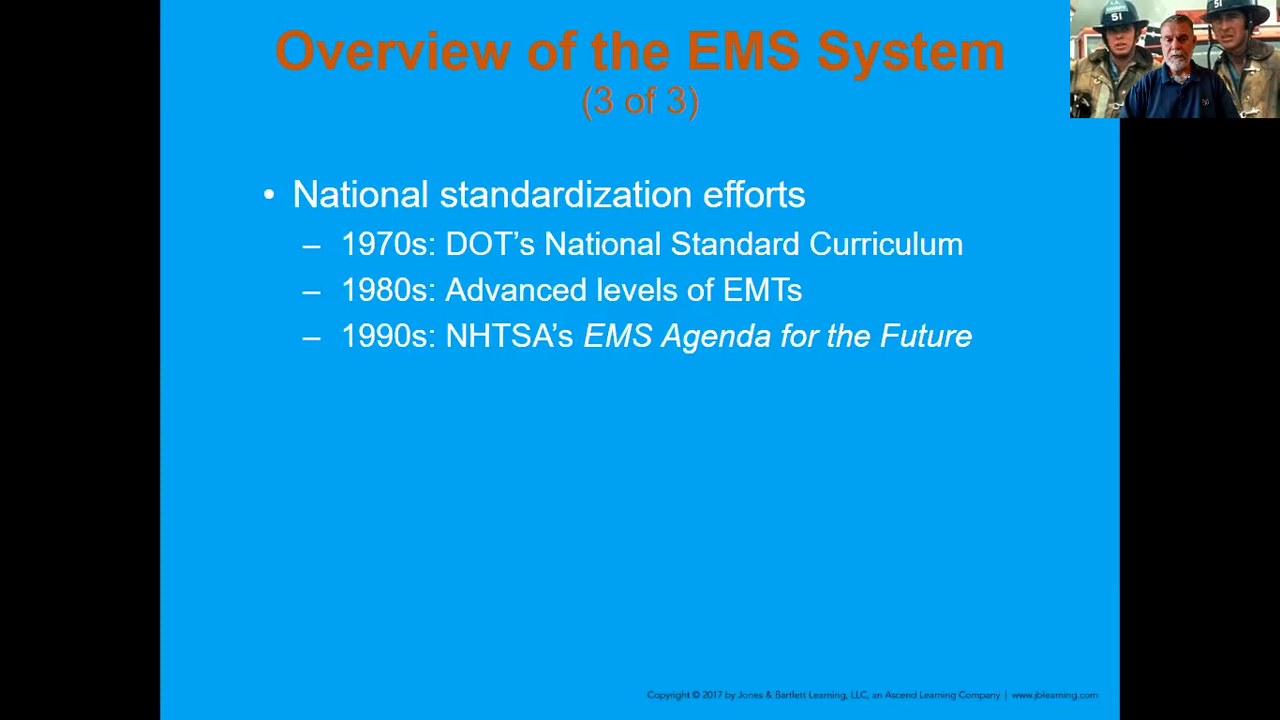 Overview of the EMS System
(3 of 3)
• National standardization efforts
– 1970s: DOT’s National Standard Curriculum
– 1980s: Advanced levels of EMTs
– 1990s: NHTSA’s EMS Agenda for the Future
51
51
Copyright © 2017 by Jones & Bartlett Learning, LLC, an Ascend Learning Company | www.jblearning.com